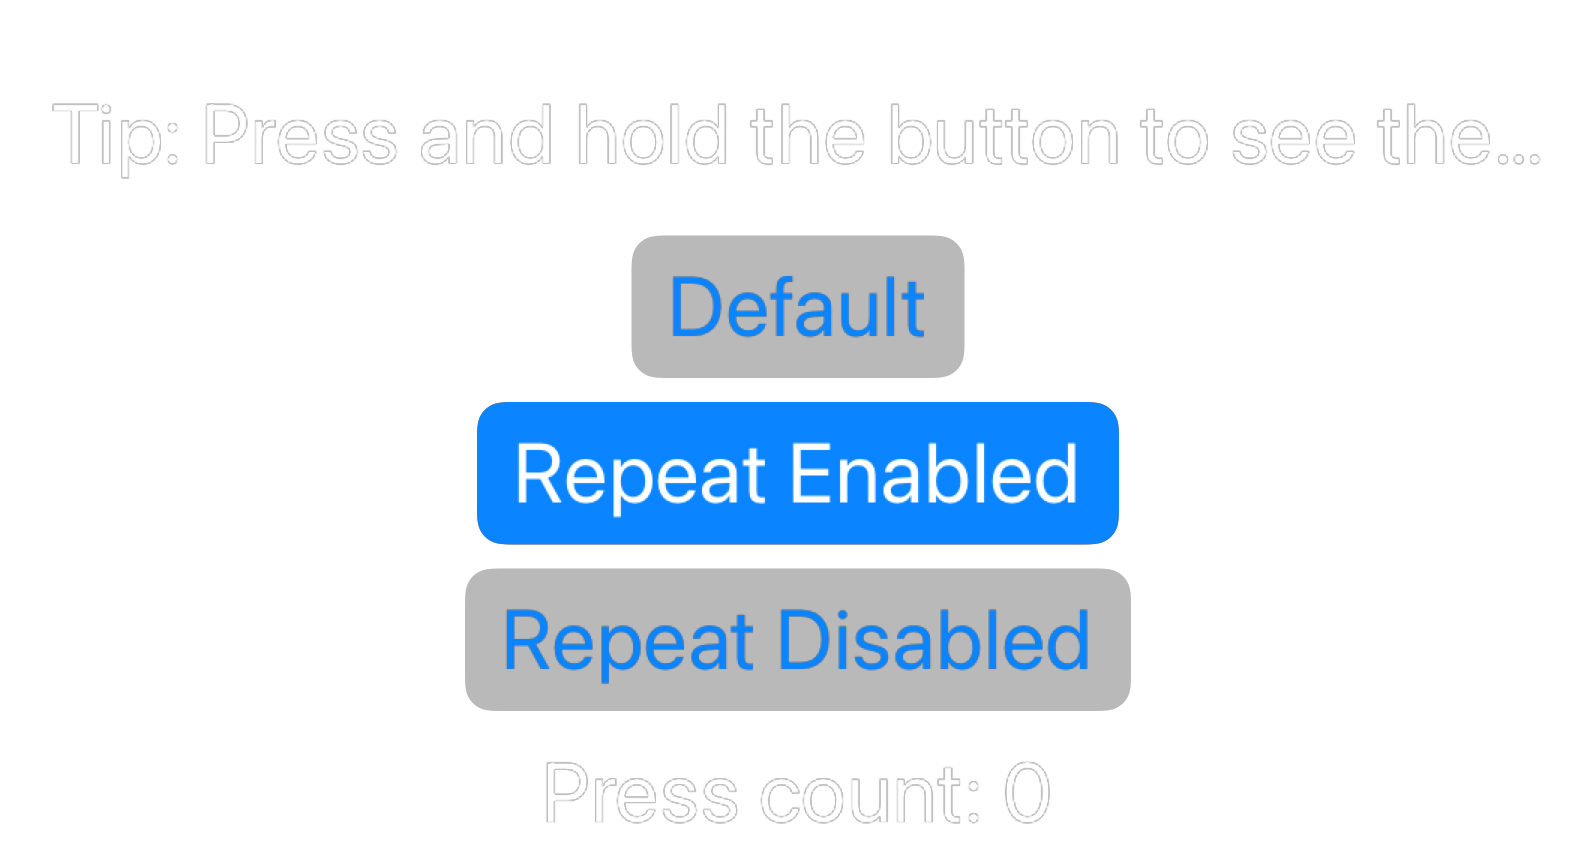 Tip: Press and hold the button to see the...
Default
Repeat Enabled
Repeat Disabled
Press count: 0